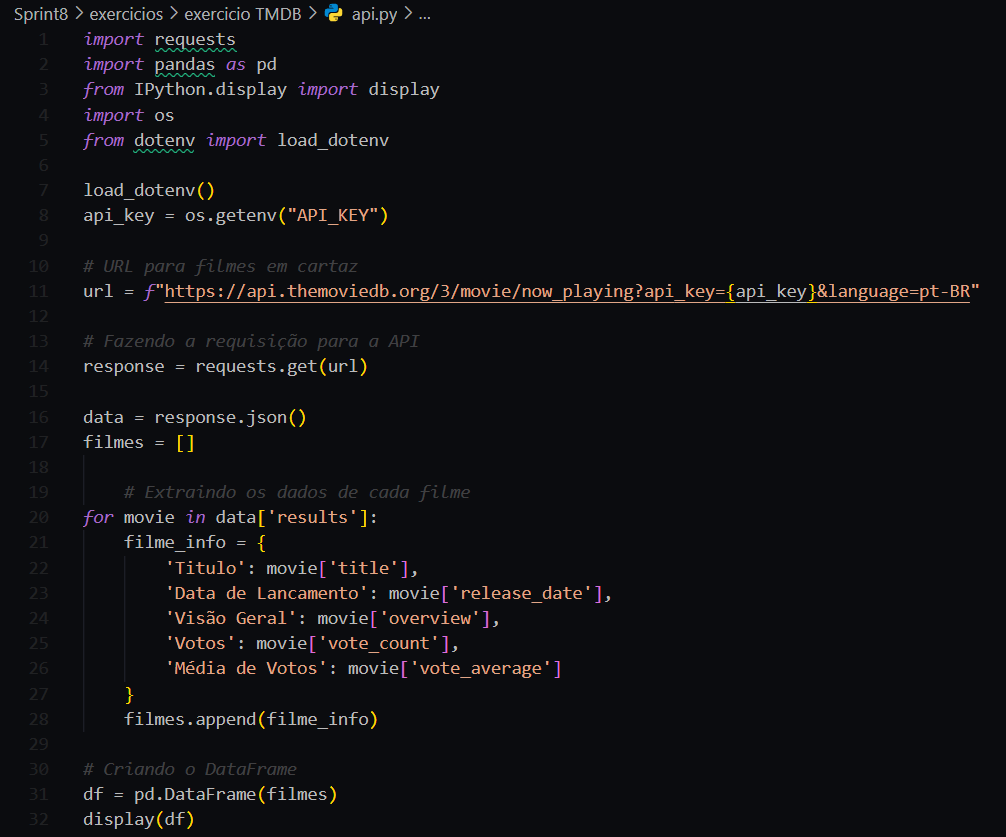 Sprint8 > exercicios > exercicio TMDB > api.py > ...
1 import requests
2 import pandas as pd
3 from IPython.display import display
4 import os
5 from dotenv import load_dotenv
6
7 load_dotenv()
8 api_key = os.getenv("API_KEY")
9
10 # URL para filmes em cartaz
11 url = f"https://api.themoviedb.org/3/movie/now_playing?api_key={api_key}&language=pt-BR"
12
13 # Fazendo a requisição para a API
14 response = requests.get(url)
15
16 data = response.json()
17 filmes = []
18
19     # Extraindo os dados de cada filme
20 for movie in data['results']:
21     filme_info = {
22         'Titulo': movie['title'],
23         'Data de Lancamento': movie['release_date'],
24         'Visão Geral': movie['overview'],
25         'Votos': movie['vote_count'],
26         'Média de Votos': movie['vote_average']
27     }
28     filmes.append(filme_info)
29
30 # Criando o DataFrame
31 df = pd.DataFrame(filmes)
32 display(df)